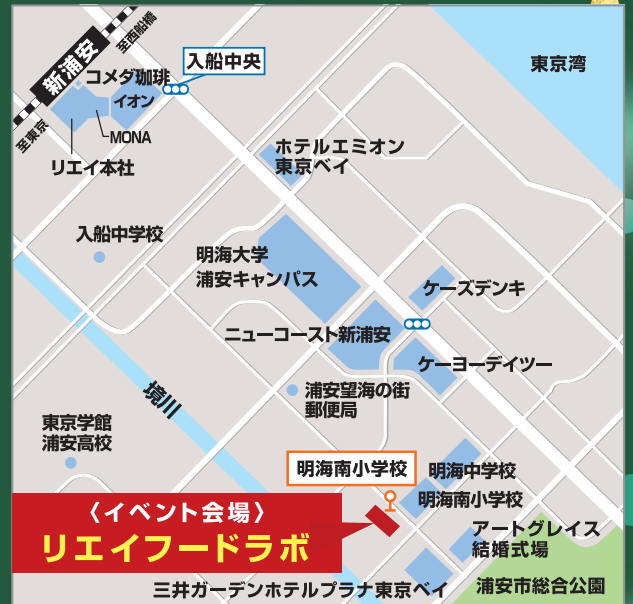 至西船橋
新浦安
至東京
コメダ珈琲
イオン
MONA
リエイ本社
入船中央
東京湾
ホテルエミオン
東京ベイ
入船中学校
明海大学
浦安キャンパス
ケーズデンキ
ニューコースト新浦安
ケーヨーデイツー
浦安望海の街
郵便局
境川
東京学館
浦安高校
明海南小学校
明海中学校
明海南小学校
〈イベント会場〉
リエイフードラボ
アートグレイス
結婚式場
三井ガーデンホテルプラナ東京ベイ
浦安市総合公園